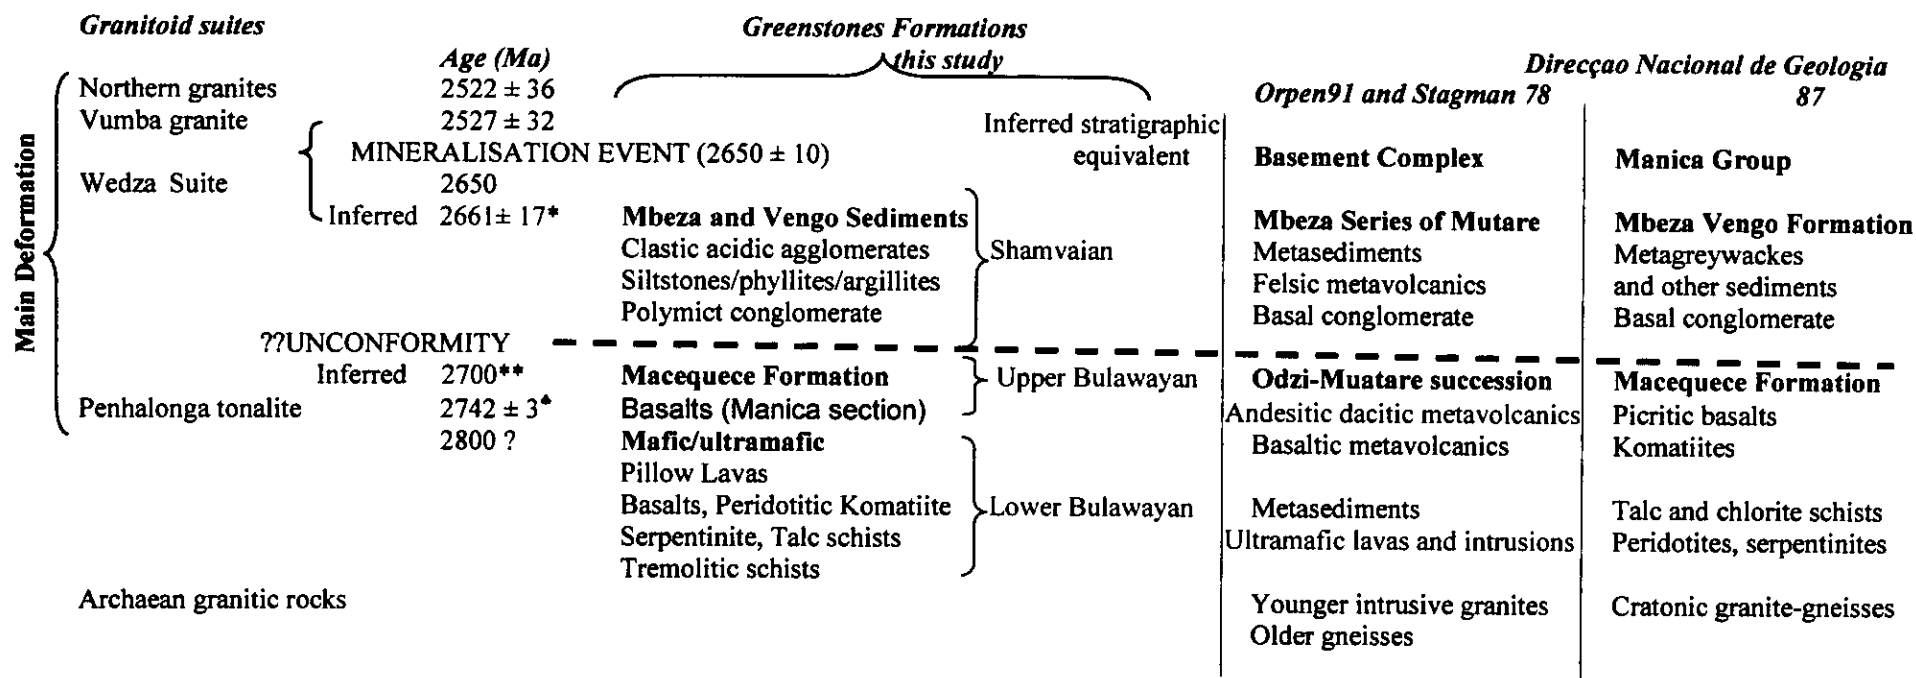 Granitoid suites
Greenstones Formations
Age (Ma) this study
Direcçao Nacional de Geologia
Northern granites 2522 ± 36 Orpen91 and Stagman 78 87
Vumba granite 2527 ± 32 Inferred stratigraphic
MINERALISATION EVENT (2650 ± 10) equivalent Basement Complex Manica Group
Wedza Suite 2650
Inferred 2661± 17* Mbeza and Vengo Sediments Mbeza Series of Mutare Mbeza Vengo Formation
Clastic acidic agglomerates Shamvaian Metasediments Metagreywackes
Siltstones/phyllites/argillites Felsic metavolcanics and other sediments
Polymict conglomerate Basal conglomerate Basal conglomerate
??UNCONFORMITY
Inferred 2700** Macequece Formation Upper Bulawayan Odzi-Muatare succession Macequece Formation
Penhalonga tonalite 2742 ± 3♣ Basalts (Manica section) Andesitic dacitic metavolcanics Picritic basalts
2800 ? Mafic/ultramafic Basaltic metavolcanics Komatiites
Pillow Lavas
Basalts, Peridotitic Komatiite Lower Bulawayan Metasediments Talc and chlorite schists
Serpentinite, Talc schists Ultramafic lavas and intrusions Peridotites, serpentinites
Tremolitic schists
Archaean granitic rocks Younger intrusive granites Cratonic granite-gneisses
Older gneisses
Main Deformation